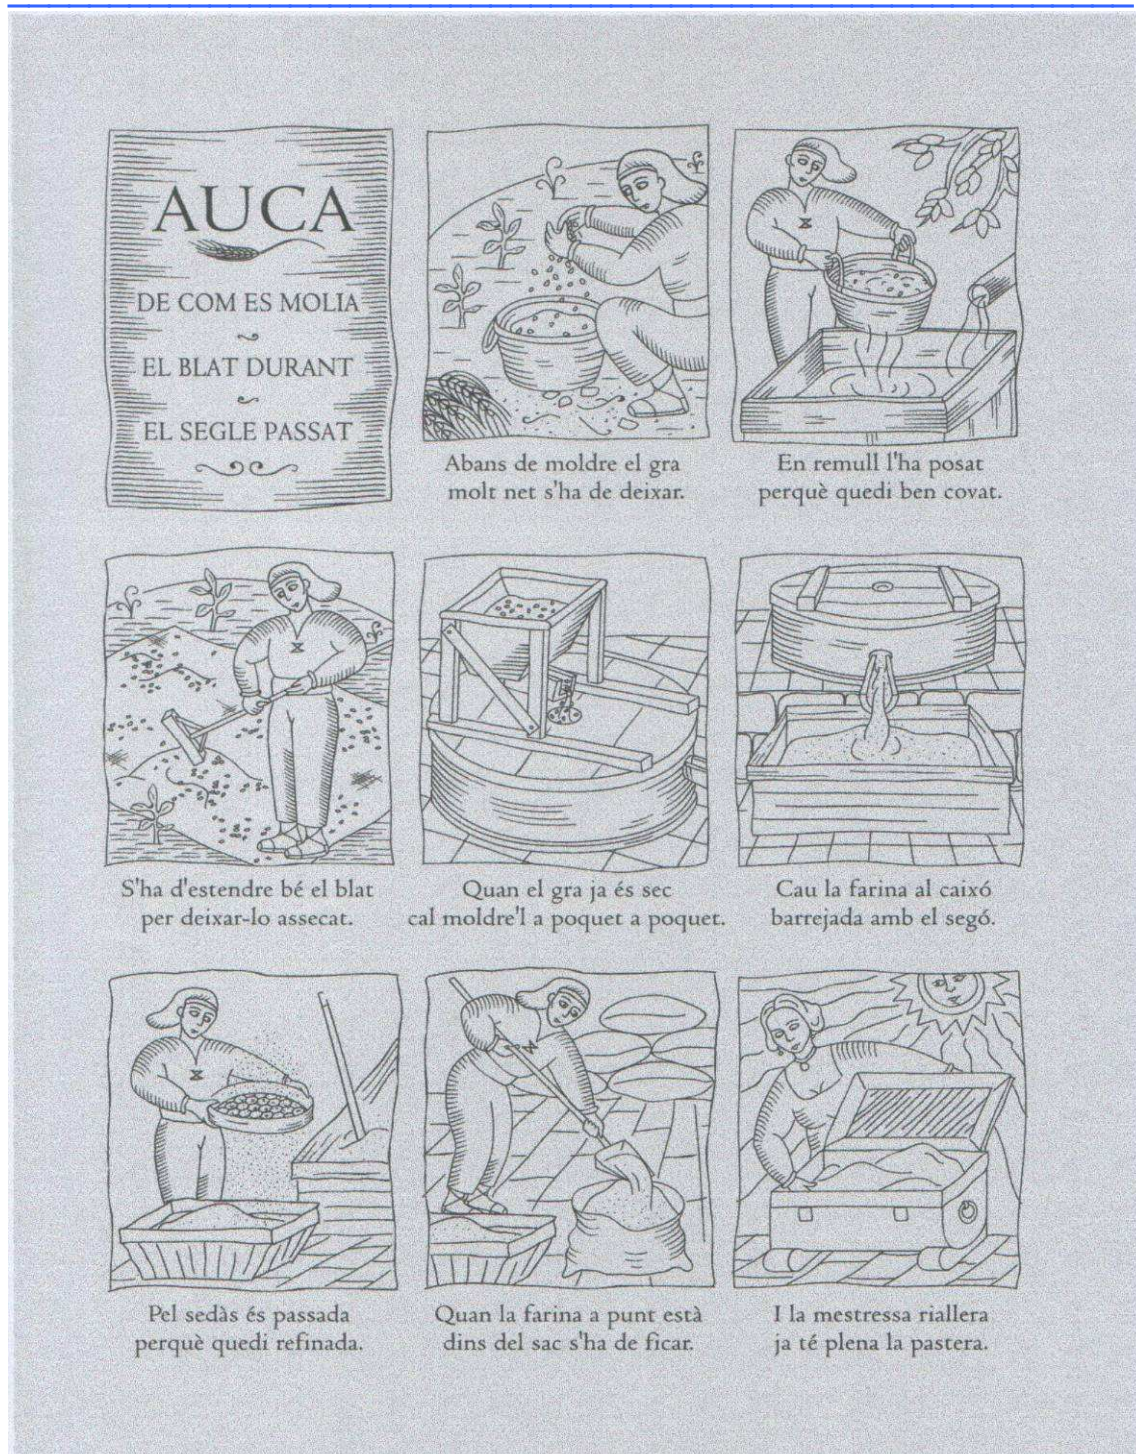 AUCA
DE COM ES MOLIA
EL BLAT DURANT
EL SEGLE PASSAT
Abans de moldre el gra
molt net s'ha de deixar.
En remull l'ha posat
perquè quedi ben covat.
S'ha d'estendre bé el blat
per deixar-lo assecat.
Quan el gra ja és sec
cal moldre'l a poquet a poquet.
Cau la farina al caixó
barrejada amb el segó.
Pel sedàs és passada
perquè quedi refinada.
Quan la farina a punt està
dins del sac s'ha de ficar.
I la mestressa riallera
ja té plena la pastera.